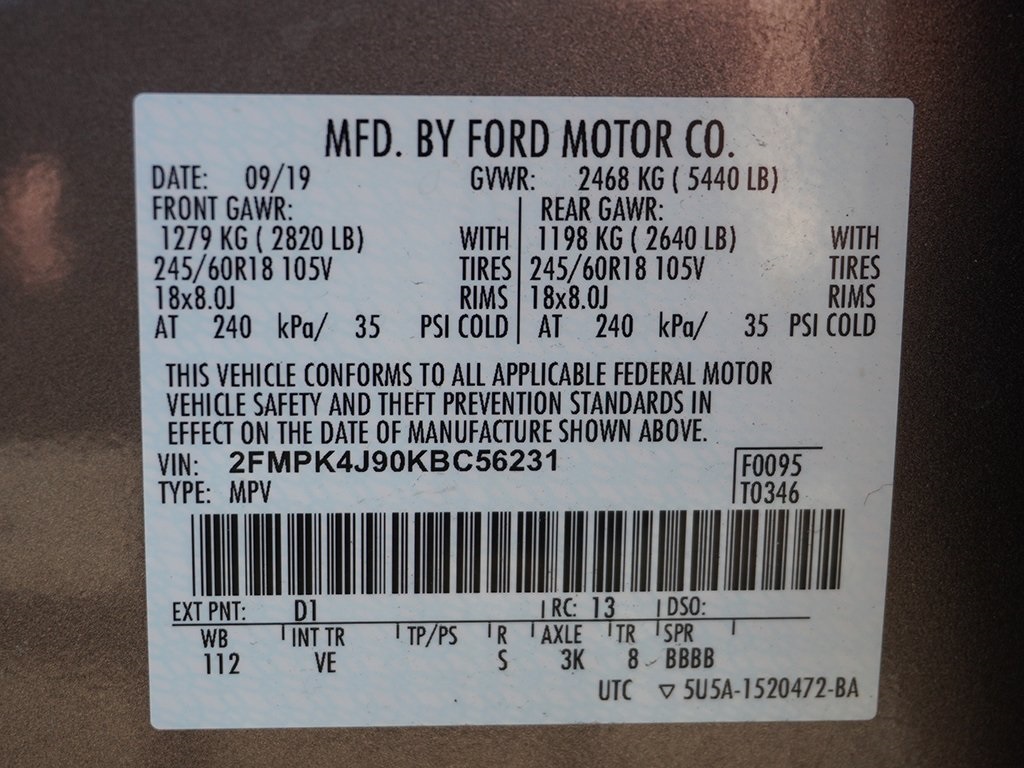 MFD. BY FORD MOTOR CO.
DATE: 09/19 GVWR: 2468 KG ( 5440 LB)
FRONT GAWR: REAR GAWR:
1279 KG ( 2820 LB) WITH 1198 KG ( 2640 LB) WITH
245/60R18 105V TIRES 245/60R18 105V TIRES
18x8.0J RIMS 18x8.0J RIMS
AT 240 kPa/ 35 PSI COLD AT 240 kPa/ 35 PSI COLD
THIS VEHICLE CONFORMS TO ALL APPLICABLE FEDERAL MOTOR
VEHICLE SAFETY AND THEFT PREVENTION STANDARDS IN
EFFECT ON THE DATE OF MANUFACTURE SHOWN ABOVE.
VIN: 2FMPK4J90KBC56231 F0095
TYPE: MPV T0346
EXT PNT: D1 RC: 13 DSO:
WB INT TR TP/PS R AXLE TR SPR
112 VE S 3K 8 BBBB
UTC ▽ 5U5A-1520472-BA